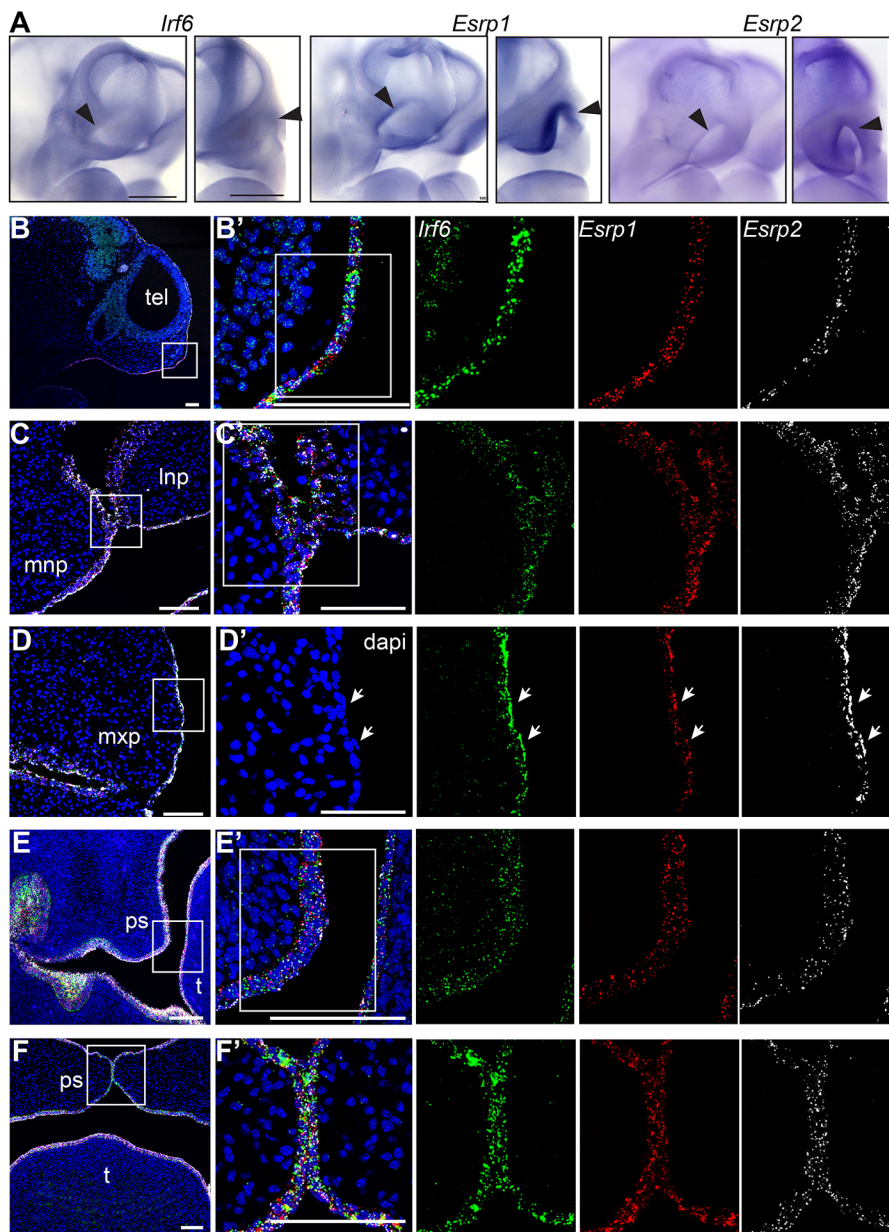 A
Irf6
Esrp1
Esrp2
B
tel
B’
Irf6
Esrp1
Esrp2
C
lnp
mnp
C’
D
mxp
D’
dapi
E
ps
t
E’
F
ps
t
F’